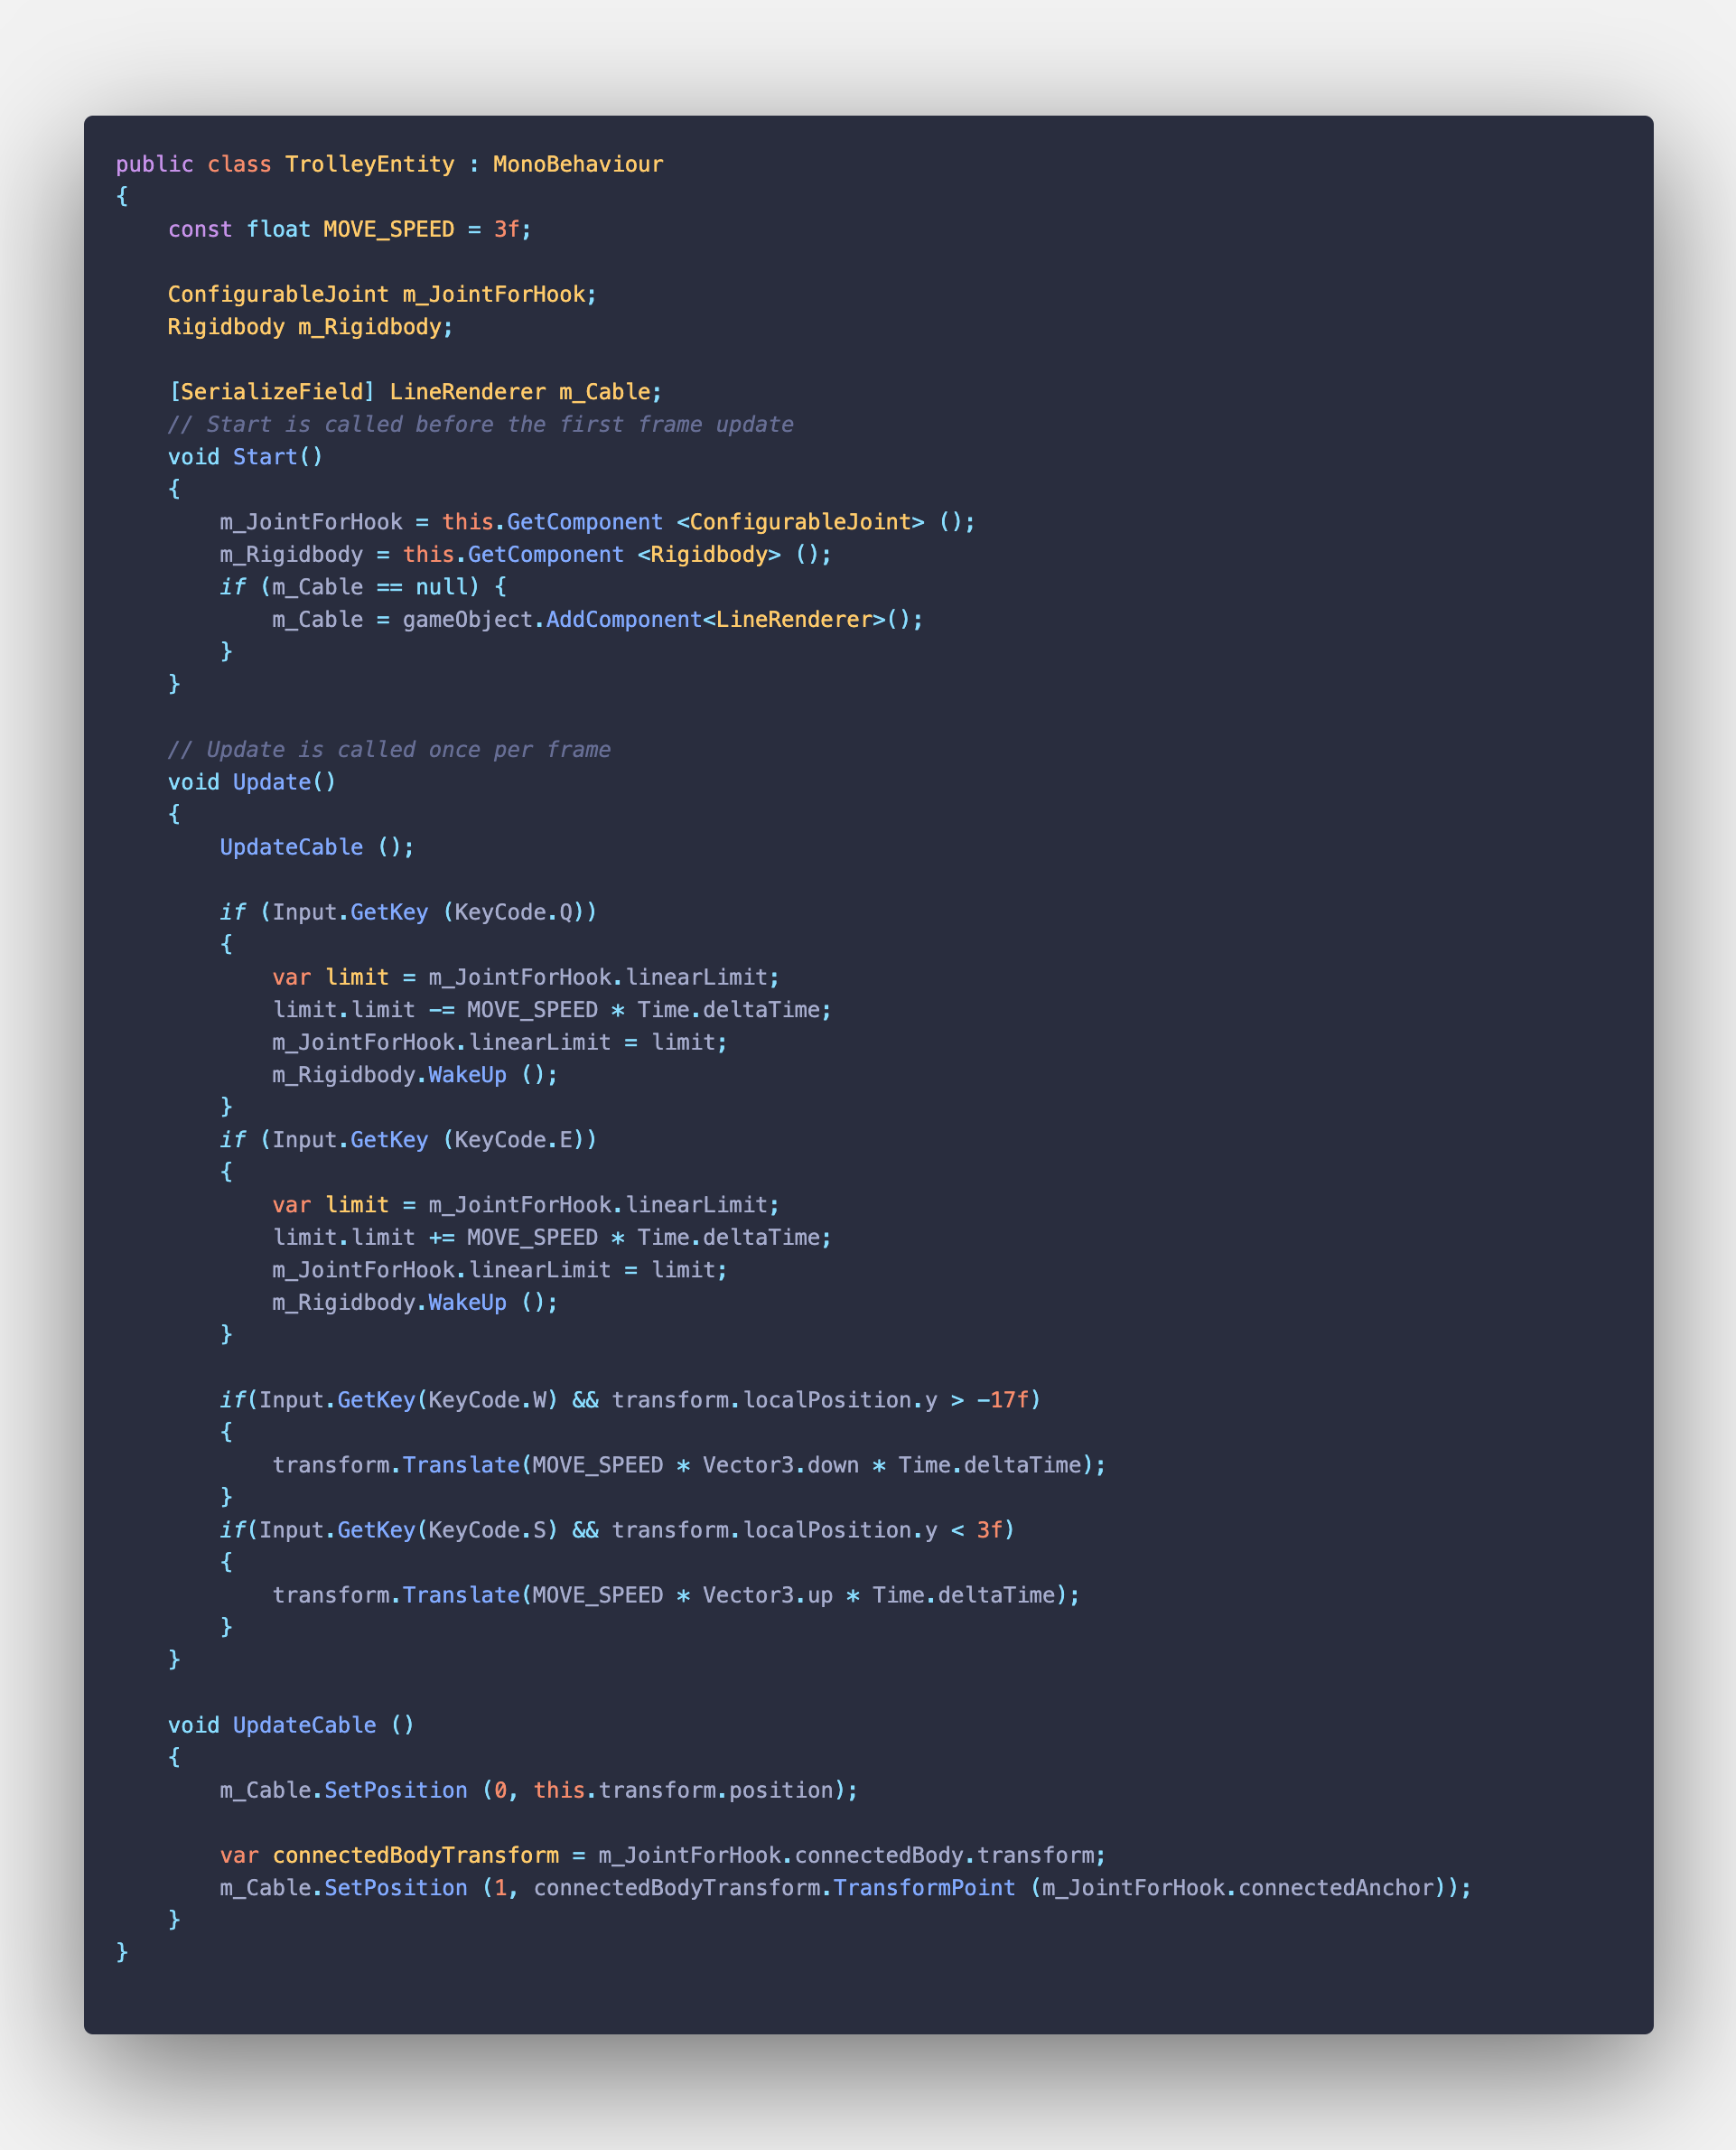 public class TrolleyEntity : MonoBehaviour
{
    const float MOVE_SPEED = 3f;

    ConfigurableJoint m_JointForHook;
    Rigidbody m_Rigidbody;

    [SerializeField] LineRenderer m_Cable;
    // Start is called before the first frame update
    void Start()
    {
        m_JointForHook = this.GetComponent <ConfigurableJoint> ();
        m_Rigidbody = this.GetComponent <Rigidbody> ();
        if (m_Cable == null) {
            m_Cable = gameObject.AddComponent<LineRenderer>();
        }
    }

    // Update is called once per frame
    void Update()
    {
        UpdateCable ();

        if (Input.GetKey (KeyCode.Q))
        {
            var limit = m_JointForHook.linearLimit;
            limit.limit -= MOVE_SPEED * Time.deltaTime;
            m_JointForHook.linearLimit = limit;
            m_Rigidbody.WakeUp ();
        }
        if (Input.GetKey (KeyCode.E))
        {
            var limit = m_JointForHook.linearLimit;
            limit.limit += MOVE_SPEED * Time.deltaTime;
            m_JointForHook.linearLimit = limit;
            m_Rigidbody.WakeUp ();
        }

        if(Input.GetKey(KeyCode.W) && transform.localPosition.y > -17f)
        {
            transform.Translate(MOVE_SPEED * Vector3.down * Time.deltaTime);
        }
        if(Input.GetKey(KeyCode.S) && transform.localPosition.y < 3f)
        {
            transform.Translate(MOVE_SPEED * Vector3.up * Time.deltaTime);
        }
    }

    void UpdateCable ()
    {
        m_Cable.SetPosition (0, this.transform.position);

        var connectedBodyTransform = m_JointForHook.connectedBody.transform;
        m_Cable.SetPosition (1, connectedBodyTransform.TransformPoint (m_JointForHook.connectedAnchor));
    }
}